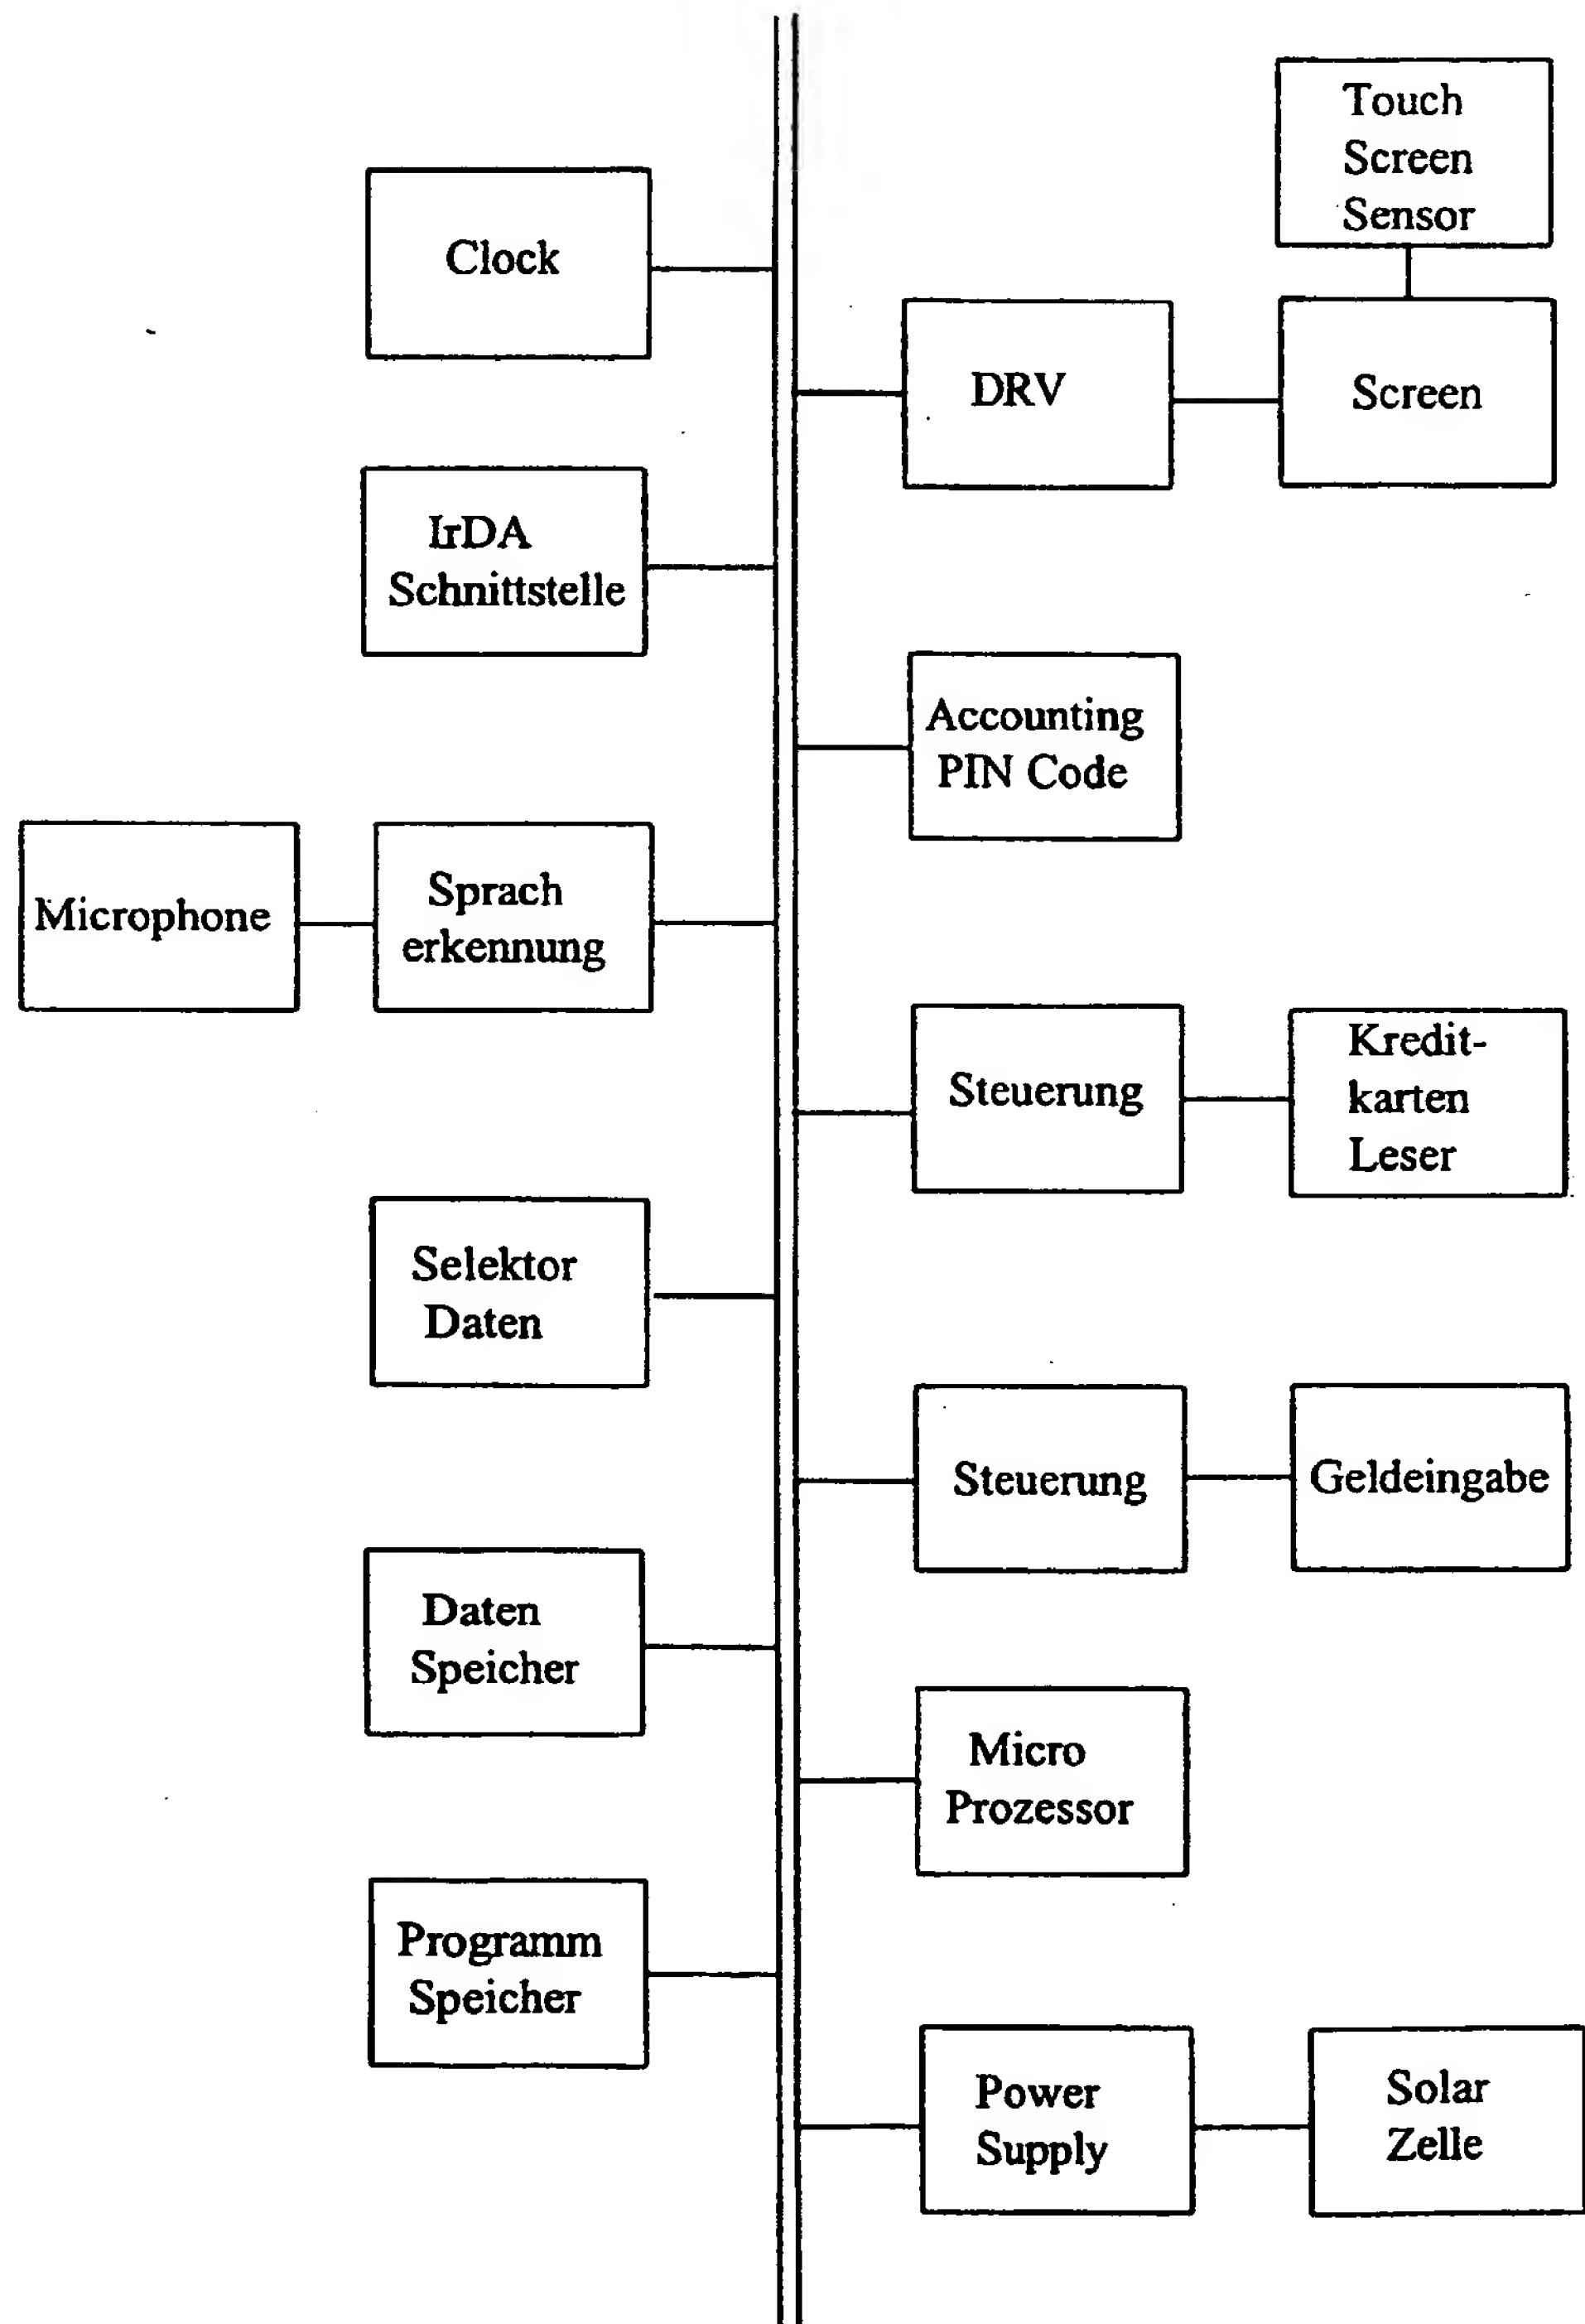 Touch
Screen
Sensor
Clock
DRV
Screen
IrDA
Schnittstelle
Accounting
PIN Code
Microphone
Sprach
erkennung
Steuerung
Kredit-
karten
Leser
Selektor
Daten
Steuerung
Geldeingabe
Daten
Speicher
Micro
Prozessor
Programm
Speicher
Power
Supply
Solar
Zelle